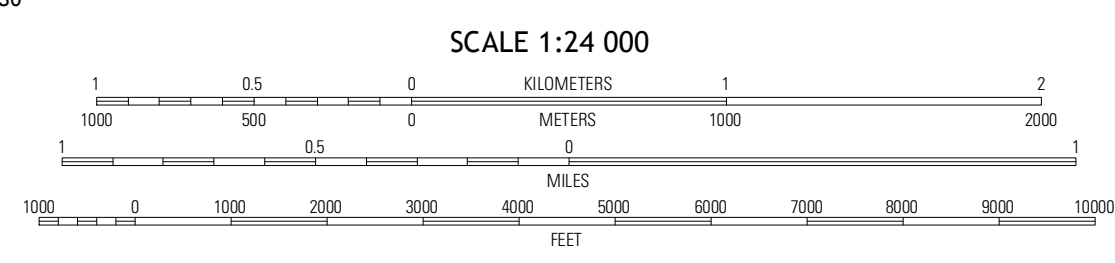 30
SCALE 1:24 000
1 0.5 0 KILOMETERS 1 2
1000 500 0 METERS 1000 2000
1 0.5 0 1
MILES
1000 0 1000 2000 3000 4000 5000 6000 7000 8000 9000 10000
FEET